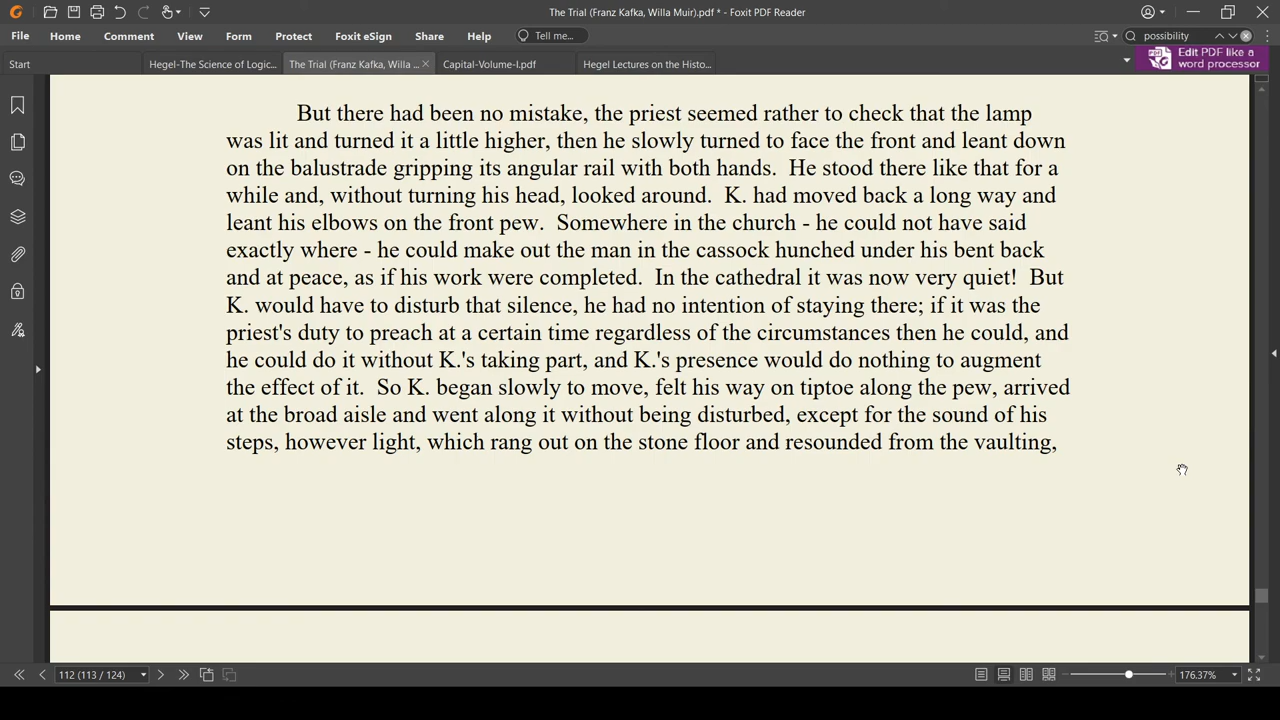 The Trial (Franz Kafka, Willa Muir).pdf * - Foxit PDF Reader
File Home Comment View Form Protect Foxit eSign Share Help Tell me... possibility
Start Hegel-The Science of Logic... The Trial (Franz Kafka, Willa ... Capital-Volume-I.pdf Hegel Lectures on the Histo... Edit PDF like a
word processor
But there had been no mistake, the priest seemed rather to check that the lamp
was lit and turned it a little higher, then he slowly turned to face the front and leant down
on the balustrade gripping its angular rail with both hands. He stood there like that for a
while and, without turning his head, looked around. K. had moved back a long way and
leant his elbows on the front pew. Somewhere in the church - he could not have said
exactly where - he could make out the man in the cassock hunched under his bent back
and at peace, as if his work were completed. In the cathedral it was now very quiet! But
K. would have to disturb that silence, he had no intention of staying there; if it was the
priest's duty to preach at a certain time regardless of the circumstances then he could, and
he could do it without K.'s taking part, and K.'s presence would do nothing to augment
the effect of it. So K. began slowly to move, felt his way on tiptoe along the pew, arrived
at the broad aisle and went along it without being disturbed, except for the sound of his
steps, however light, which rang out on the stone floor and resounded from the vaulting,
112 (113 / 124) 176.37%